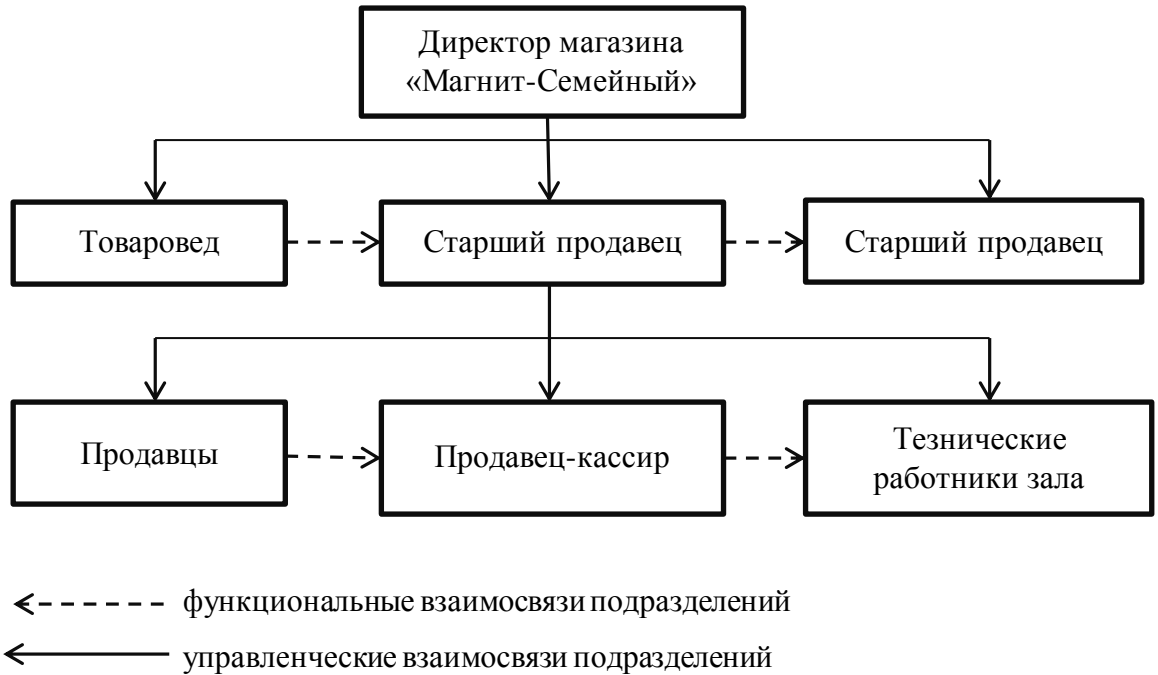 Директор магазина
«Магнит-Семейный»
Товаровед
Старший продавец
Старший продавец
Продавцы
Продавец-кассир
Тезнические
работники зала
функциональные взаимосвязи подразделений
управленческие взаимосвязи подразделений